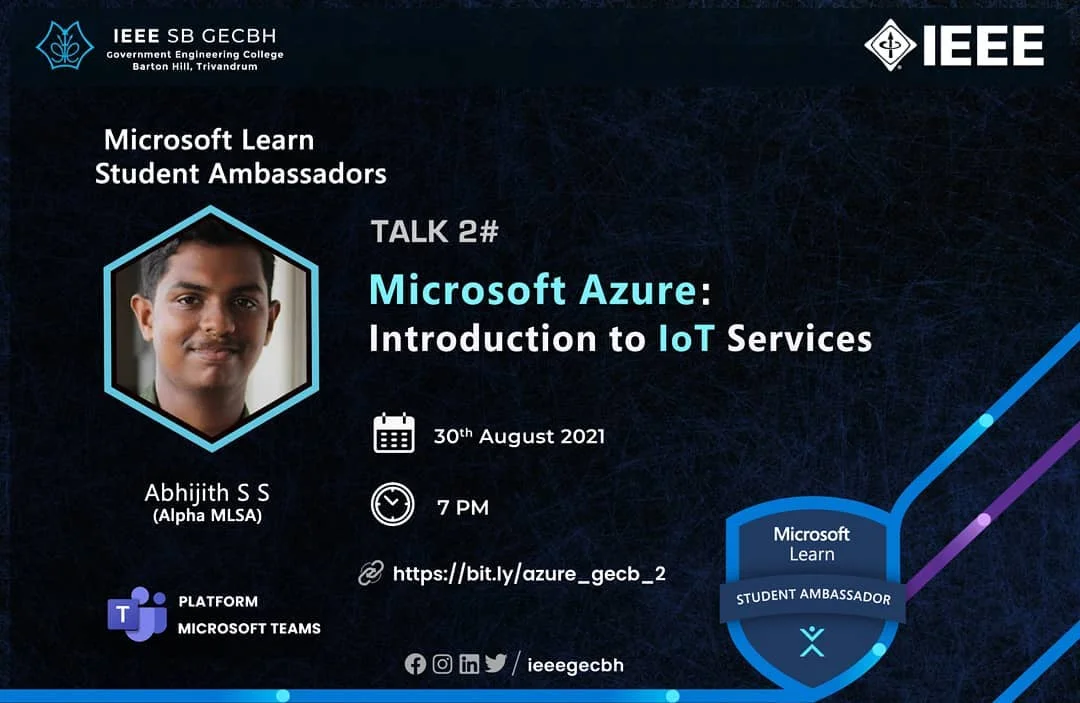 IEEE SB GECBH
Government Engineering College
Barton Hill, Trivandrum
IEEE
Microsoft Learn
Student Ambassadors
TALK 2#
Microsoft Azure:
Introduction to IoT Services
30th August 2021
7 PM
https://bit.ly/azure_gecb_2
Abhijith S S
(Alpha MLSA)
T
PLATFORM
MICROSOFT TEAMS
/ ieeegecbh
Microsoft
Learn
STUDENT AMBASSADOR